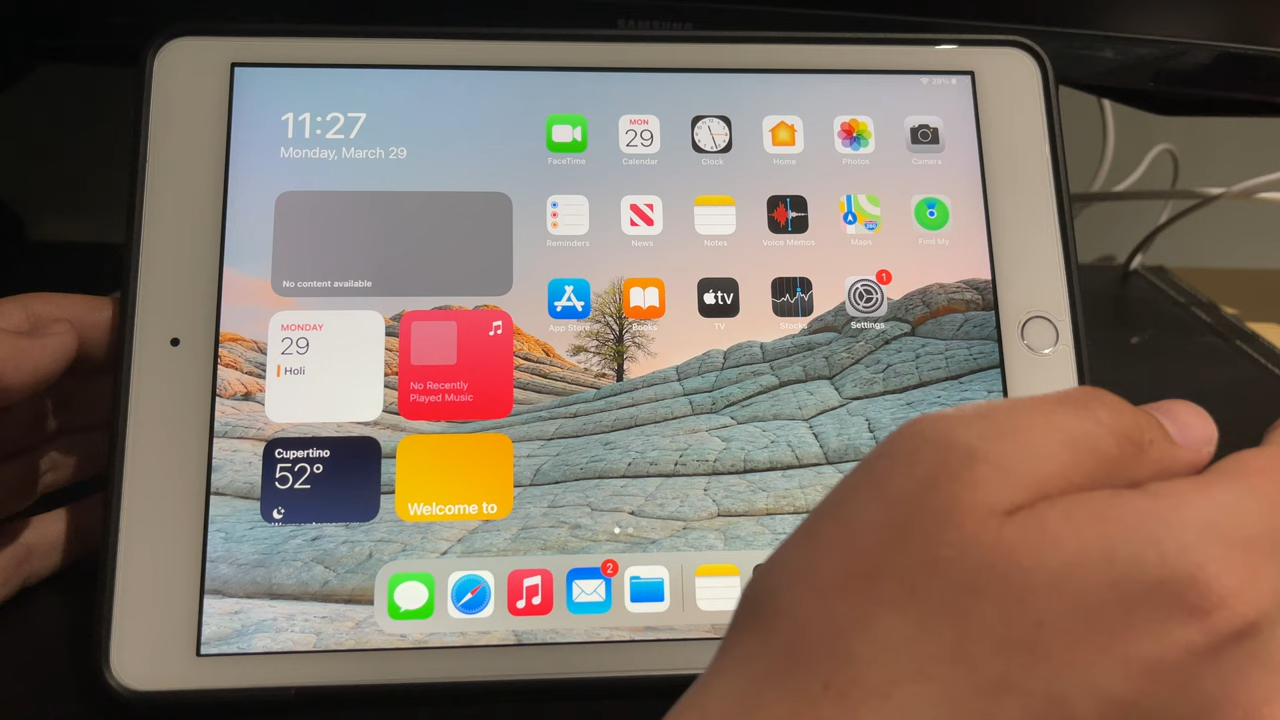 SAMSUNG
29%
11:27
Monday, March 29
No content available
MONDAY
29
Holi
No Recently
Played Music
Cupertino
52°
Welcome to
FaceTime
MON
29
Calendar
Clock
Home
Photos
Camera
Reminders
News
Notes
Voice Memos
280
Maps
Find My
App Store
Books
tv
TV
Stocks
1
Settings
2